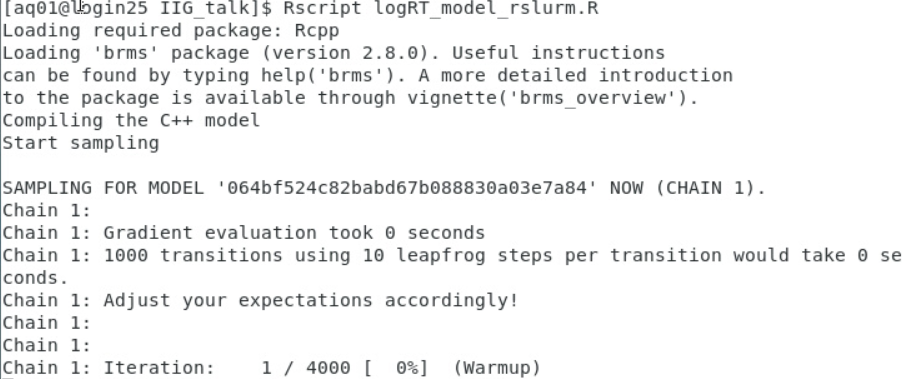 [aq01@login25 IIG_talk]$ Rscript logRT_model_rslurm.R
Loading required package: Rcpp
Loading 'brms' package (version 2.8.0). Useful instructions
can be found by typing help('brms'). A more detailed introduction
to the package is available through vignette('brms_overview').
Compiling the C++ model
Start sampling

SAMPLING FOR MODEL '064bf524c82babd67b088830a03e7a84' NOW (CHAIN 1).
Chain 1:
Chain 1: Gradient evaluation took 0 seconds
Chain 1: 1000 transitions using 10 leapfrog steps per transition would take 0 se
conds.
Chain 1: Adjust your expectations accordingly!
Chain 1:
Chain 1:
Chain 1: Iteration:    1 / 4000 [  0%]  (Warmup)